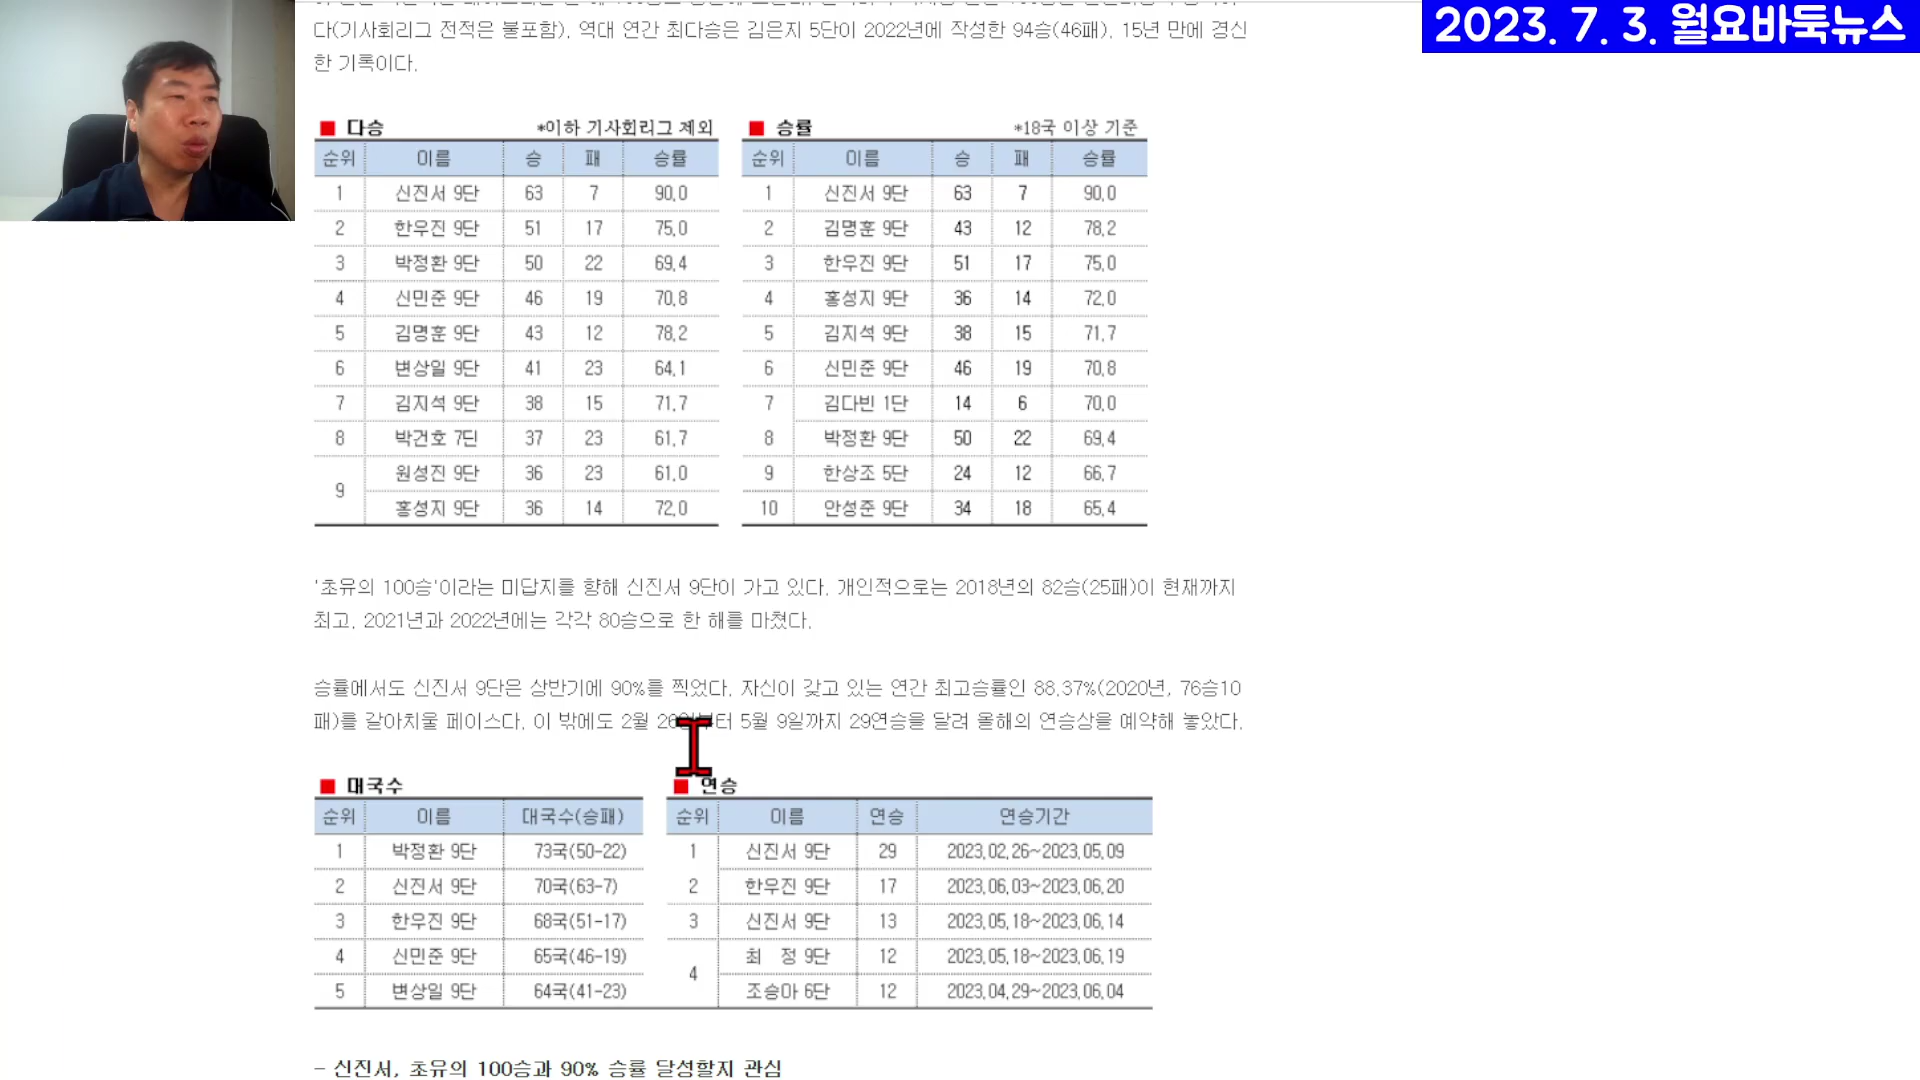 2023. 7. 3. 월요바둑뉴스
다(기사회리그 전적은 불포함). 역대 연간 최다승은 김은지 5단이 2022년에 작성한 94승(46패). 15년 만에 경신
한 기록이다.
■ 다승 *이하 기사회리그 제외
순위 이름 승 패 승률
1 신진서 9단 63 7 90.0
2 한우진 9단 51 17 75.0
3 박정환 9단 50 22 69.4
4 신민준 9단 46 19 70.8
5 김명훈 9단 43 12 78.2
6 변상일 9단 41 23 64.1
7 김지석 9단 38 15 71.7
8 박건호 7단 37 23 61.7
9 원성진 9단 36 23 61.0
홍성지 9단 36 14 72.0
■ 승률 *18국 이상 기준
순위 이름 승 패 승률
1 신진서 9단 63 7 90.0
2 김명훈 9단 43 12 78.2
3 한우진 9단 51 17 75.0
4 홍성지 9단 36 14 72.0
5 김지석 9단 38 15 71.7
6 신민준 9단 46 19 70.8
7 김다빈 1단 14 6 70.0
8 박정환 9단 50 22 69.4
9 한상조 5단 24 12 66.7
10 안성준 9단 34 18 65.4
'초유의 100승'이라는 미답지를 향해 신진서 9단이 가고 있다. 개인적으로는 2018년의 82승(25패)이 현재까지
최고. 2021년과 2022년에는 각각 80승으로 한 해를 마쳤다.
승률에서도 신진서 9단은 상반기에 90%를 찍었다. 자신이 갖고 있는 연간 최고승률인 88.37%(2020년, 76승10
패)를 갈아치울 페이스다. 이 밖에도 2월 26일부터 5월 9일까지 29연승을 달려 올해의 연승상을 예약해 놓았다.
■ 대국수
순위 이름 대국수(승패)
1 박정환 9단 73국(50-22)
2 신진서 9단 70국(63-7)
3 한우진 9단 68국(51-17)
4 신민준 9단 65국(46-19)
5 변상일 9단 64국(41-23)
■ 연승
순위 이름 연승 연승기간
1 신진서 9단 29 2023.02.26~2023.05.09
2 한우진 9단 17 2023.06.03~2023.06.20
3 신진서 9단 13 2023.05.18~2023.06.14
4 최 정 9단 12 2023.05.18~2023.06.19
조승아 6단 12 2023.04.29~2023.06.04
- 신진서, 초유의 100승과 90% 승률 달성할지 관심